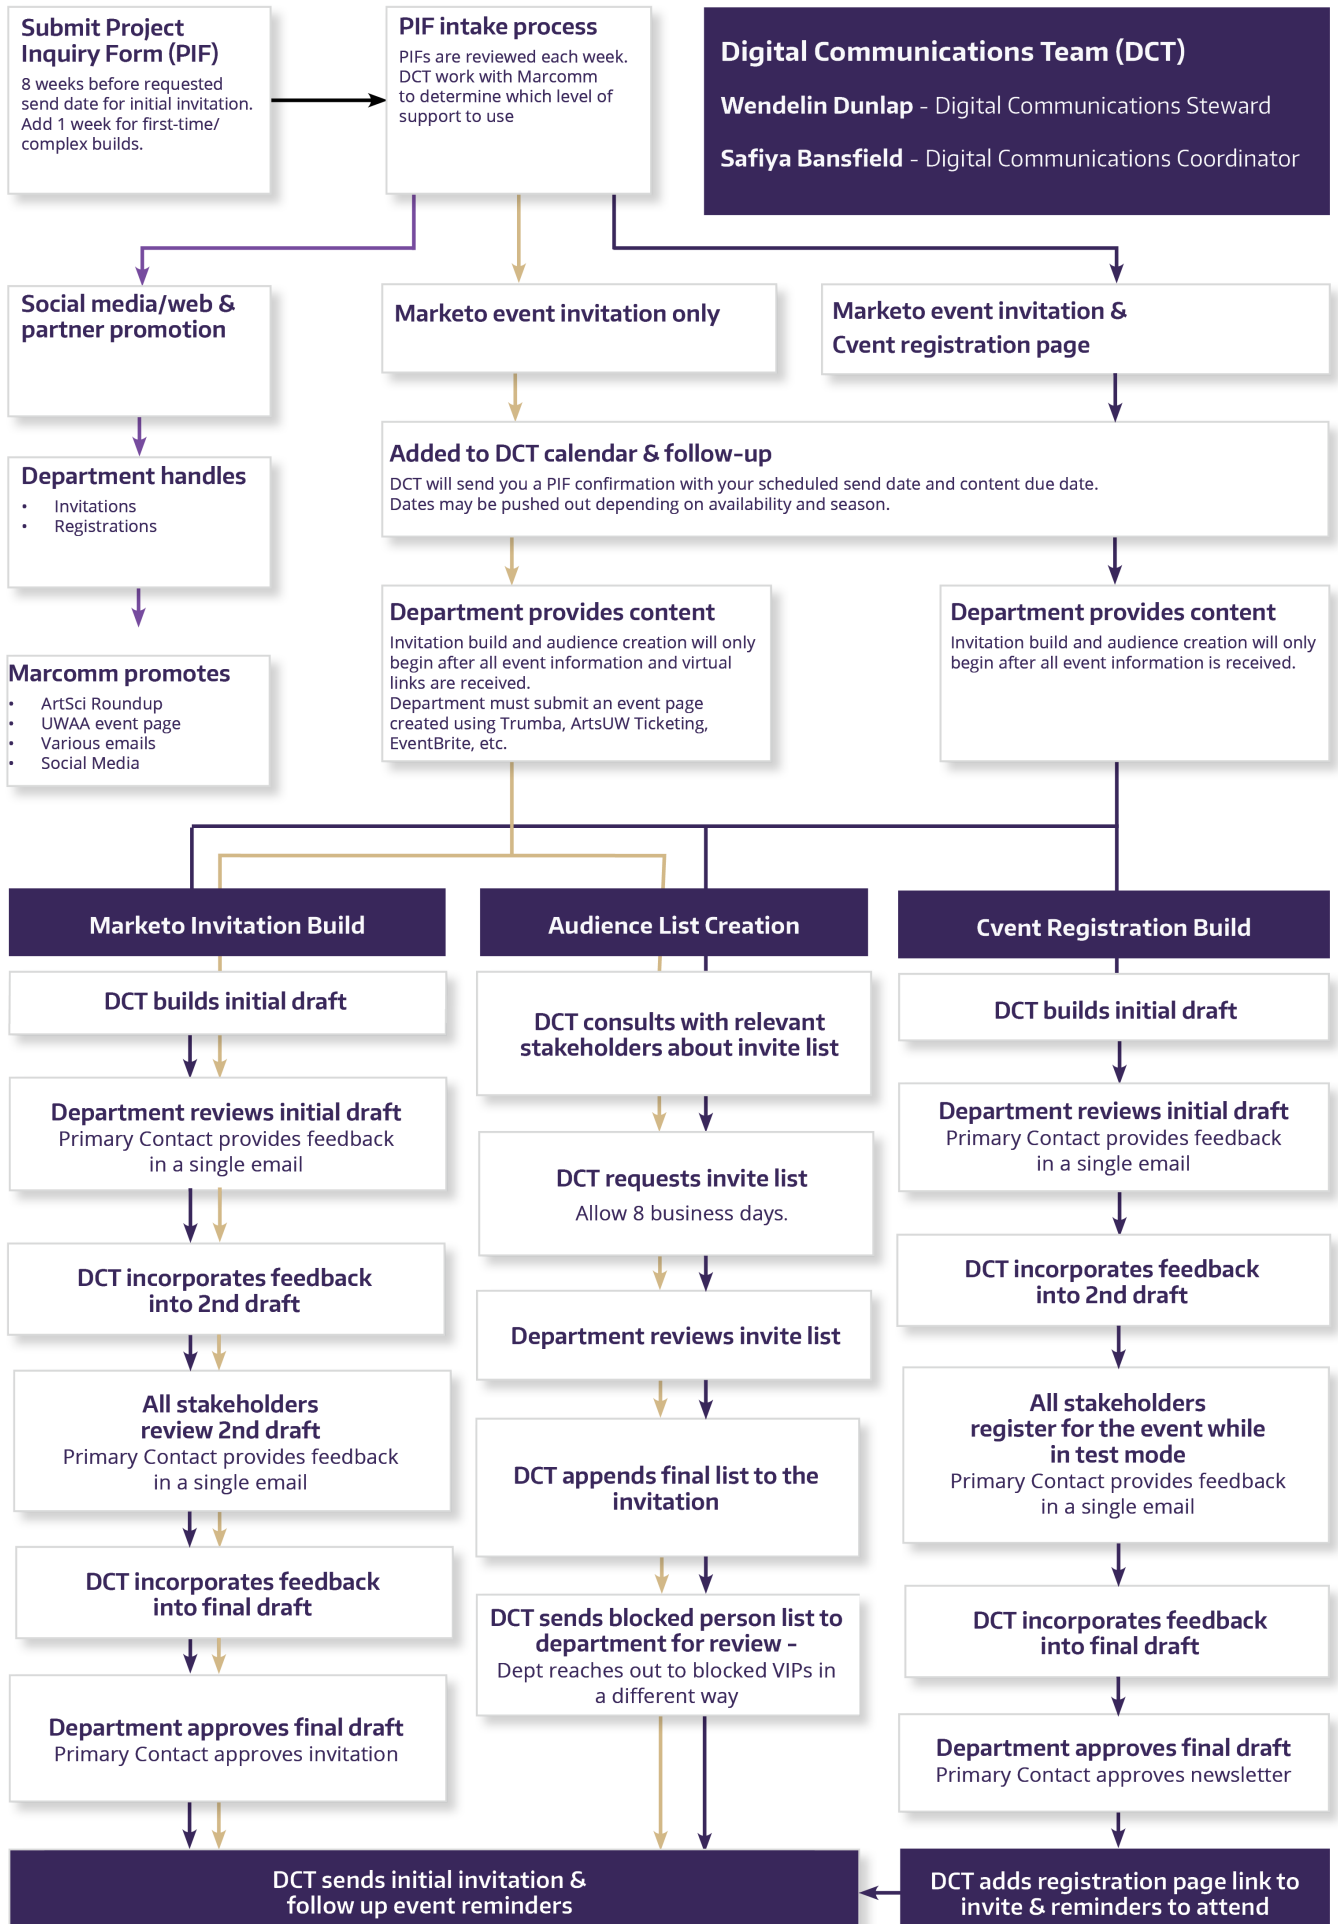 Submit Project
Inquiry Form (PIF)
8 weeks before requested
send date for initial invitation.
Add 1 week for first-time/
complex builds.
PIF intake process
PIFs are reviewed each week.
DCT work with Marcomm
to determine which level of
support to use
Digital Communications Team (DCT)
Wendelin Dunlap - Digital Communications Steward
Safiya Bansfield - Digital Communications Coordinator
Social media/web &
partner promotion
Marketo event invitation only
Marketo event invitation &
Cvent registration page
Department handles
• Invitations
• Registrations
Added to DCT calendar & follow-up
DCT will send you a PIF confirmation with your scheduled send date and content due date.
Dates may be pushed out depending on availability and season.
Marcomm promotes
• ArtSci Roundup
• UWAA event page
• Various emails
• Social Media
Department provides content
Invitation build and audience creation will only
begin after all event information and virtual
links are received.
Department must submit an event page
created using Trumba, ArtsUW Ticketing,
EventBrite, etc.
Department provides content
Invitation build and audience creation will only
begin after all event information is received.
Marketo Invitation Build
DCT builds initial draft
Department reviews initial draft
Primary Contact provides feedback
in a single email
DCT incorporates feedback
into 2nd draft
All stakeholders
review 2nd draft
Primary Contact provides feedback
in a single email
DCT incorporates feedback
into final draft
Department approves final draft
Primary Contact approves invitation
Audience List Creation
DCT consults with relevant
stakeholders about invite list
DCT requests invite list
Allow 8 business days.
Department reviews invite list
DCT appends final list to the
invitation
DCT sends blocked person list to
department for review -
Dept reaches out to blocked VIPs in
a different way
Cvent Registration Build
DCT builds initial draft
Department reviews initial draft
Primary Contact provides feedback
in a single email
DCT incorporates feedback
into 2nd draft
All stakeholders
register for the event while
in test mode
Primary Contact provides feedback
in a single email
DCT incorporates feedback
into final draft
Department approves final draft
Primary Contact approves newsletter
DCT sends initial invitation &
follow up event reminders
DCT adds registration page link to
invite & reminders to attend